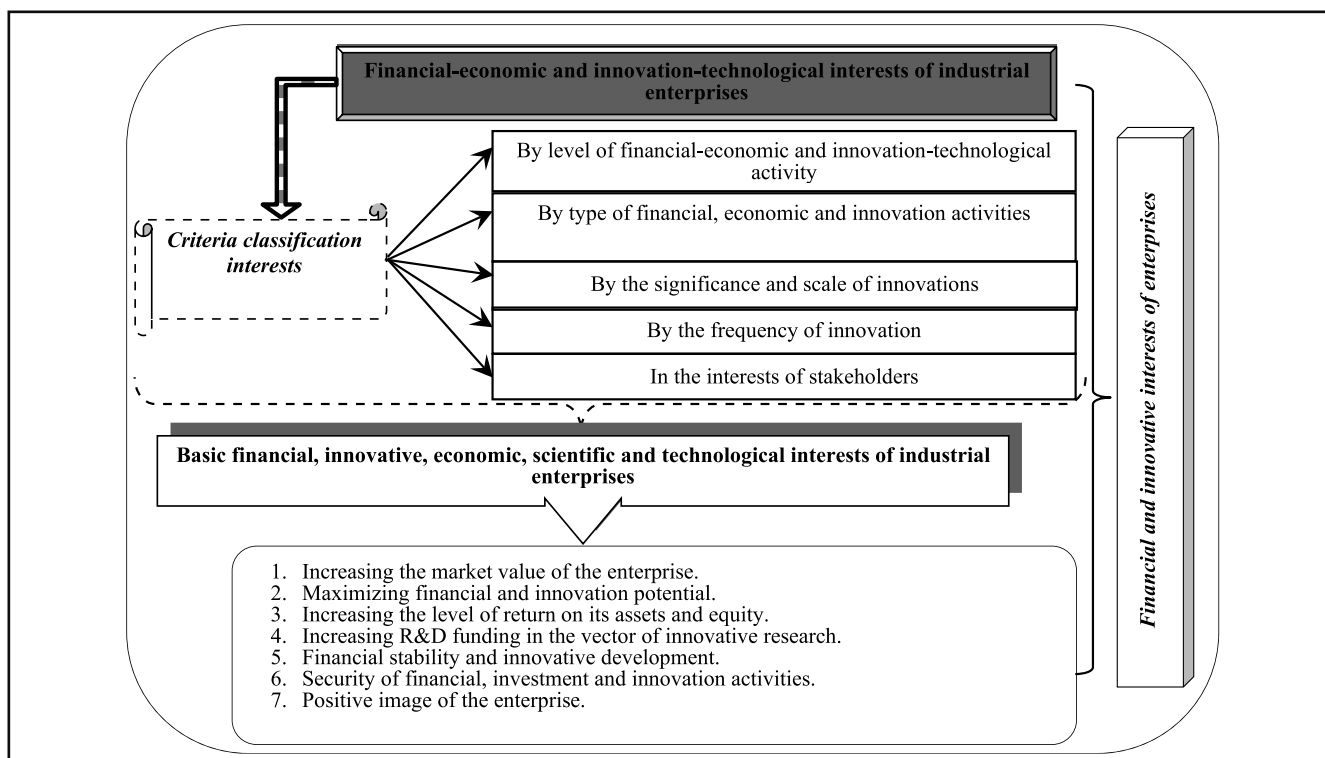 Financial-economic and innovation-technological interests of industrial
enterprises
By level of financial-economic and innovation-technological
activity
By type of financial, economic and innovation activities
Criteria classification
interests
By the significance and scale of innovations
By the frequency of innovation
In the interests of stakeholders
Basic financial, innovative, economic, scientific and technological interests of industrial
enterprises
1. Increasing the market value of the enterprise.
2. Maximizing financial and innovation potential.
3. Increasing the level of return on its assets and equity.
4. Increasing R&D funding in the vector of innovative research.
5. Financial stability and innovative development.
6. Security of financial, investment and innovation activities.
7. Positive image of the enterprise.
Financial and innovative interests of enterprises